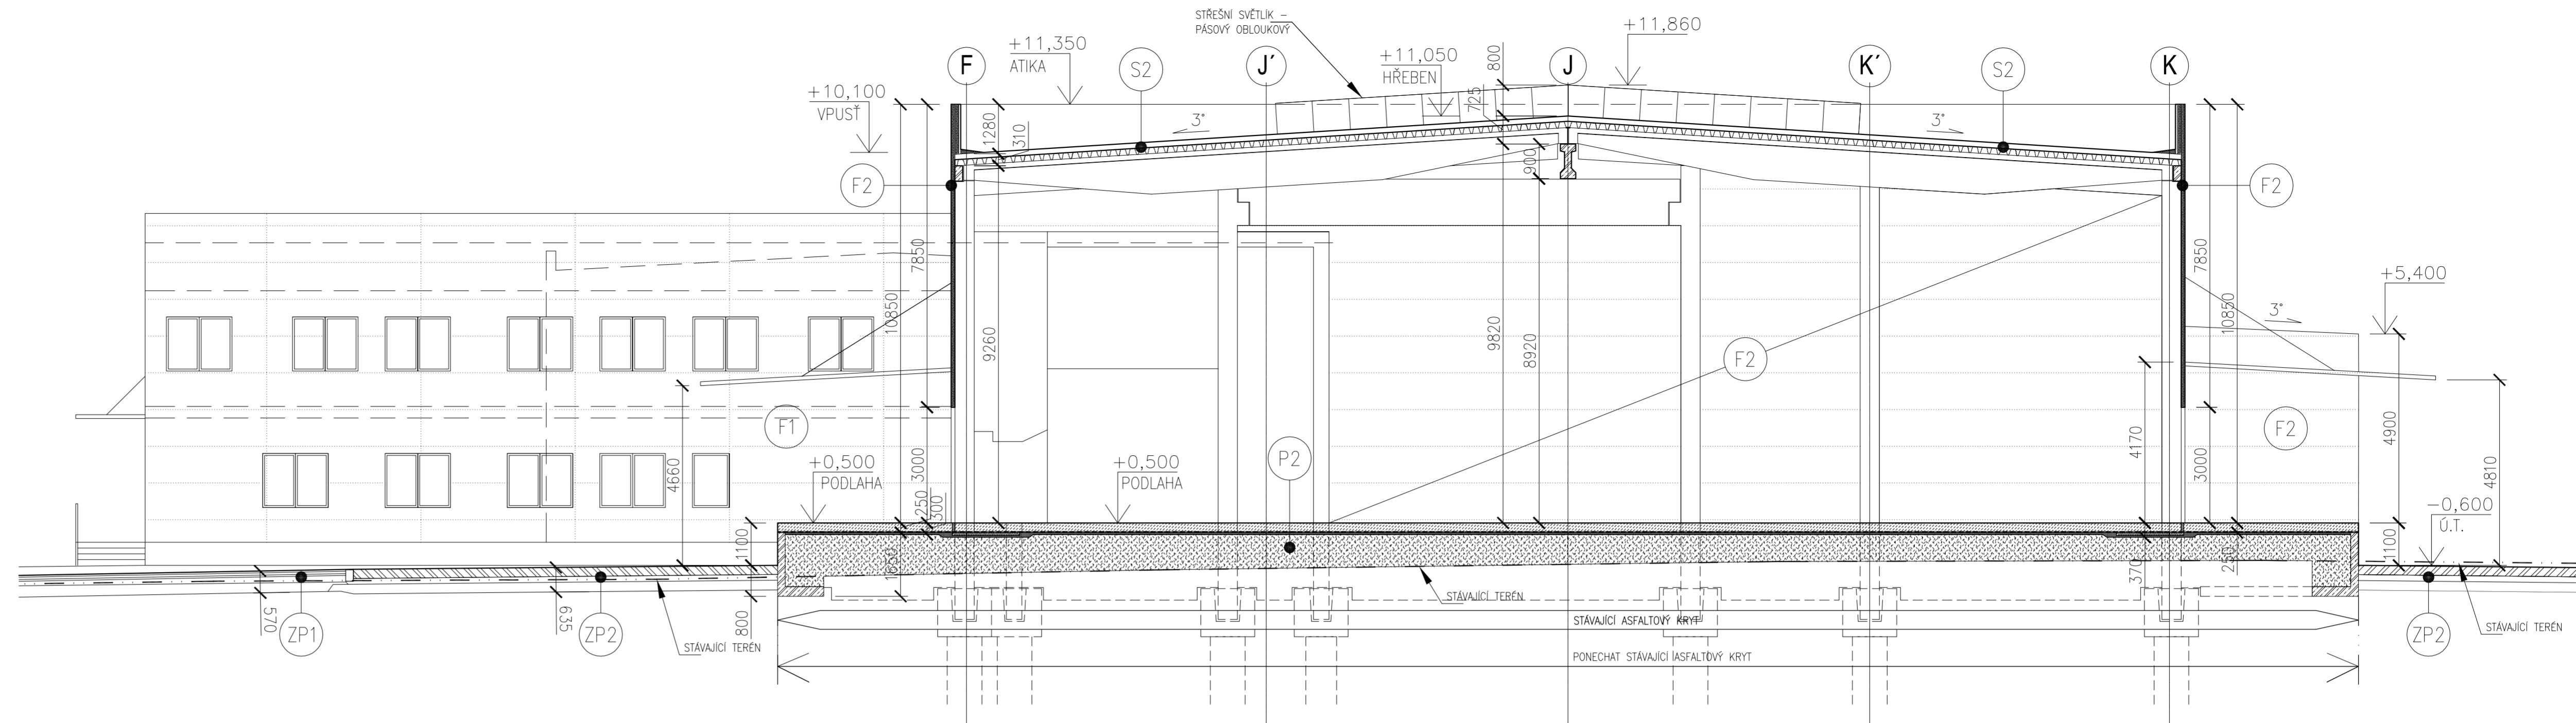 STŘEŠNÍ SVĚTLÍK –
PÁSOVÝ OBLOUKOVÝ
+11,860
+11,350
ATIKA
+11,050
HŘEBEN
800
725
F
J´
J
K´
K
S2
S2
+10,100
VPUSŤ
1280
310
3°
3°
900
F2
F2
7850
10850
9260
9820
8920
7850
10850
+5,400
3°
F2
F1
F2
P2
4660
3000
250
300
+0,500
PODLAHA
+0,500
PODLAHA
4170
3000
4900
4810
-0,600
Ú.T.
1100
1650
370
250
1100
570
635
800
ZP1
ZP2
ZP2
STÁVAJÍCÍ TERÉN
STÁVAJÍCÍ TERÉN
STÁVAJÍCÍ TERÉN
STÁVAJÍCÍ ASFALTOVÝ KRYT
PONECHAT STÁVAJÍCÍ ASFALTOVÝ KRYT